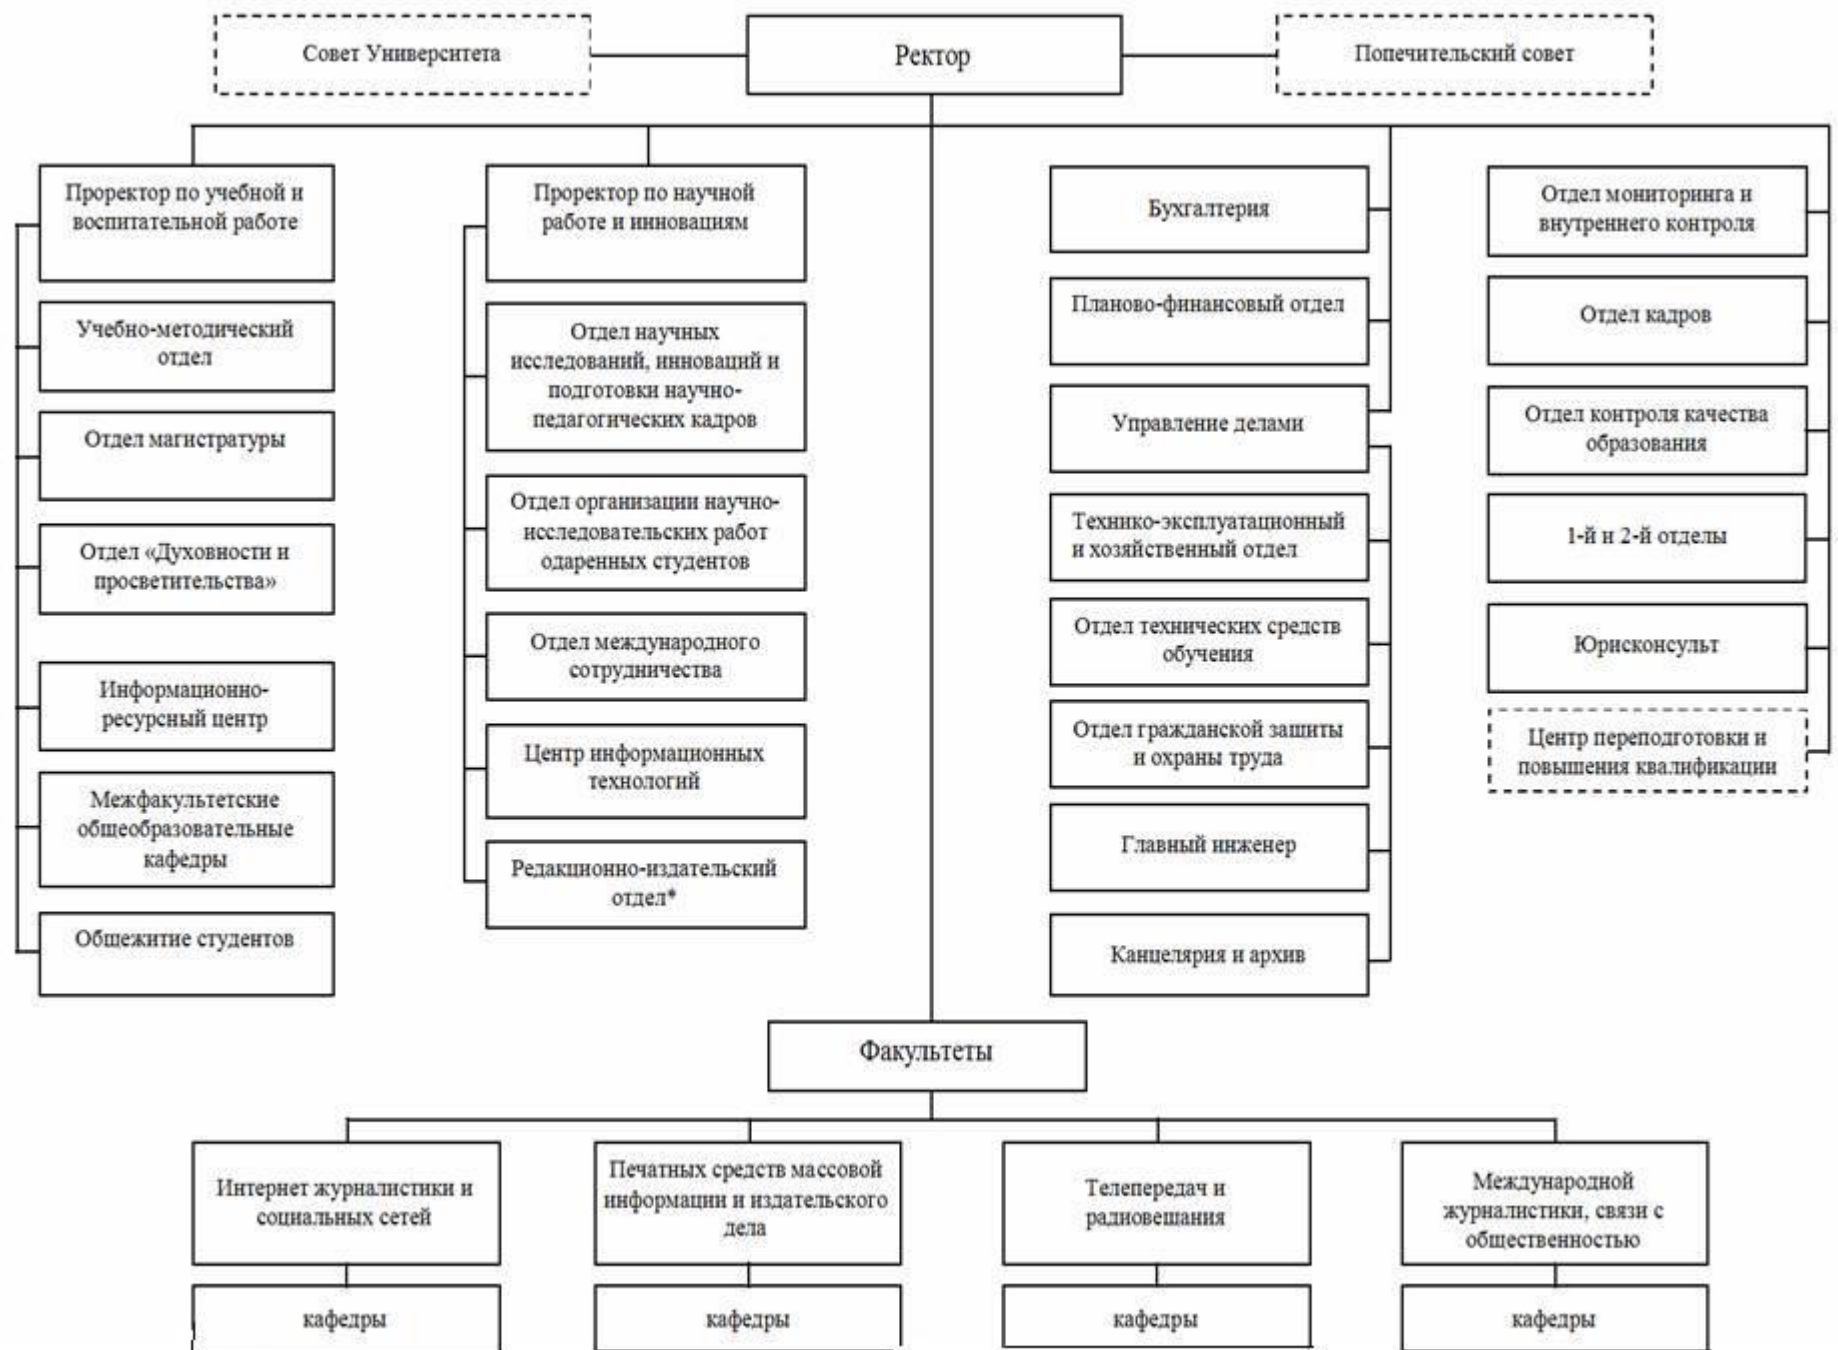 Совет Университета
Ректор
Попечительский совет
Проректор по учебной и
воспитательной работе
Учебно-методический
отдел
Отдел магистратуры
Отдел «Духовности и
просветительства»
Информационно-
ресурсный центр
Межфакультетские
общеобразовательные
кафедры
Общежитие студентов
Проректор по научной
работе и инновациям
Отдел научных
исследований, инноваций и
подготовки научно-
педагогических кадров
Отдел организации научно-
исследовательских работ
одаренных студентов
Отдел международного
сотрудничества
Центр информационных
технологий
Редакционно-издательский
отдел*
Бухгалтерия
Планово-финансовый отдел
Управление делами
Технико-эксплуатационный
и хозяйственный отдел
Отдел технических средств
обучения
Отдел гражданской защиты
и охраны труда
Главный инженер
Канцелярия и архив
Отдел мониторинга и
внутреннего контроля
Отдел кадров
Отдел контроля качества
образования
1-й и 2-й отделы
Юрисконсульт
Центр переподготовки и
повышения квалификации
Факультеты
Интернет журналистики и
социальных сетей
кафедры
Печатных средств массовой
информации и издательского
дела
кафедры
Телепередач и
радиовещания
кафедры
Международной
журналистики, связи с
общественностью
кафедры